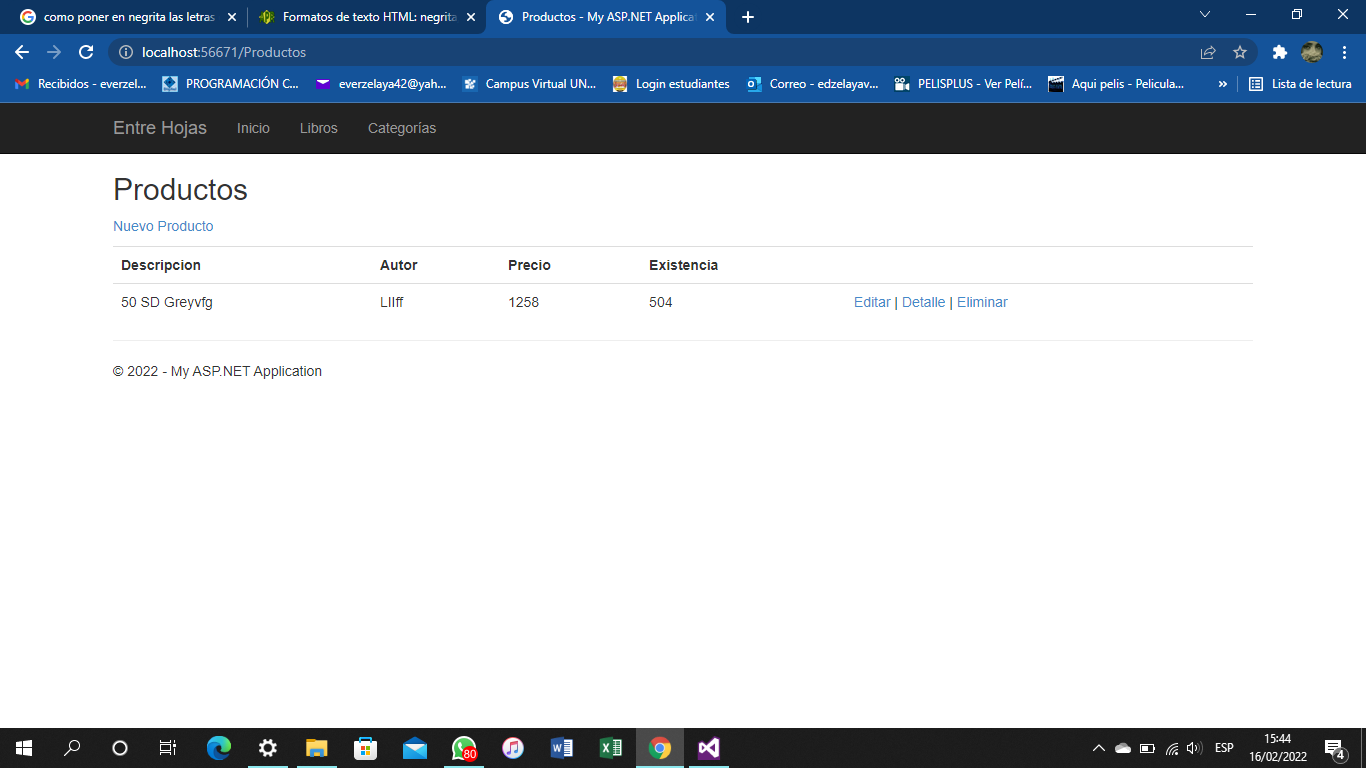 como poner en negrita las letras
Formatos de texto HTML: negrita
Productos - My ASP.NET Applicat
localhost:56671/Productos
Recibidos - everzel...
PROGRAMACIÓN C...
everzelaya42@yah...
Campus Virtual UN...
Login estudiantes
Correo - edzelayav...
PELISPLUS - Ver Pelí...
Aqui pelis - Pelicula...
»
Lista de lectura
Entre Hojas
Inicio
Libros
Categorías
Productos
Nuevo Producto
Descripcion Autor Precio Existencia
50 SD Greyvfg LIIff 1258 504 Editar | Detalle | Eliminar
© 2022 - My ASP.NET Application
80
ESP
15:44
16/02/2022
4